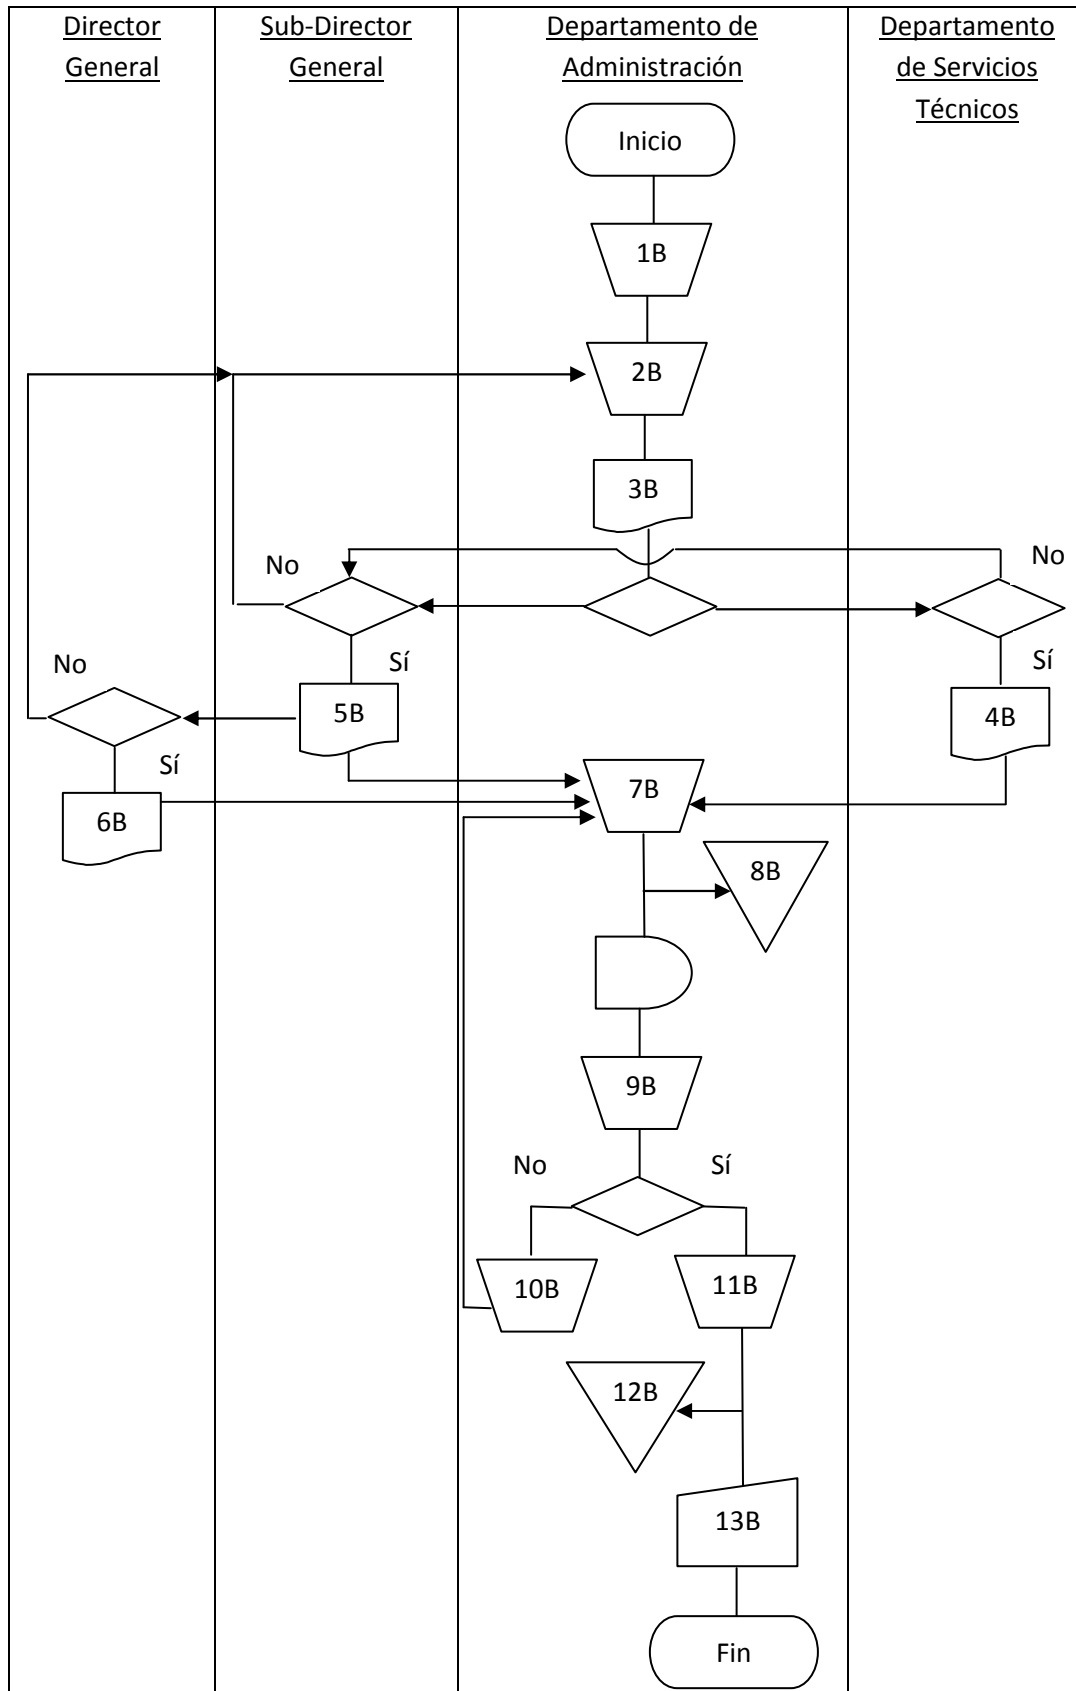 Director
General
Sub-Director
General
Departamento de
Administración
Departamento
de Servicios
Técnicos
Inicio
1B
2B
3B
No
No
Sí
Sí
No
5B
4B
Sí
7B
6B
8B
9B
No
Sí
10B
11B
12B
13B
Fin